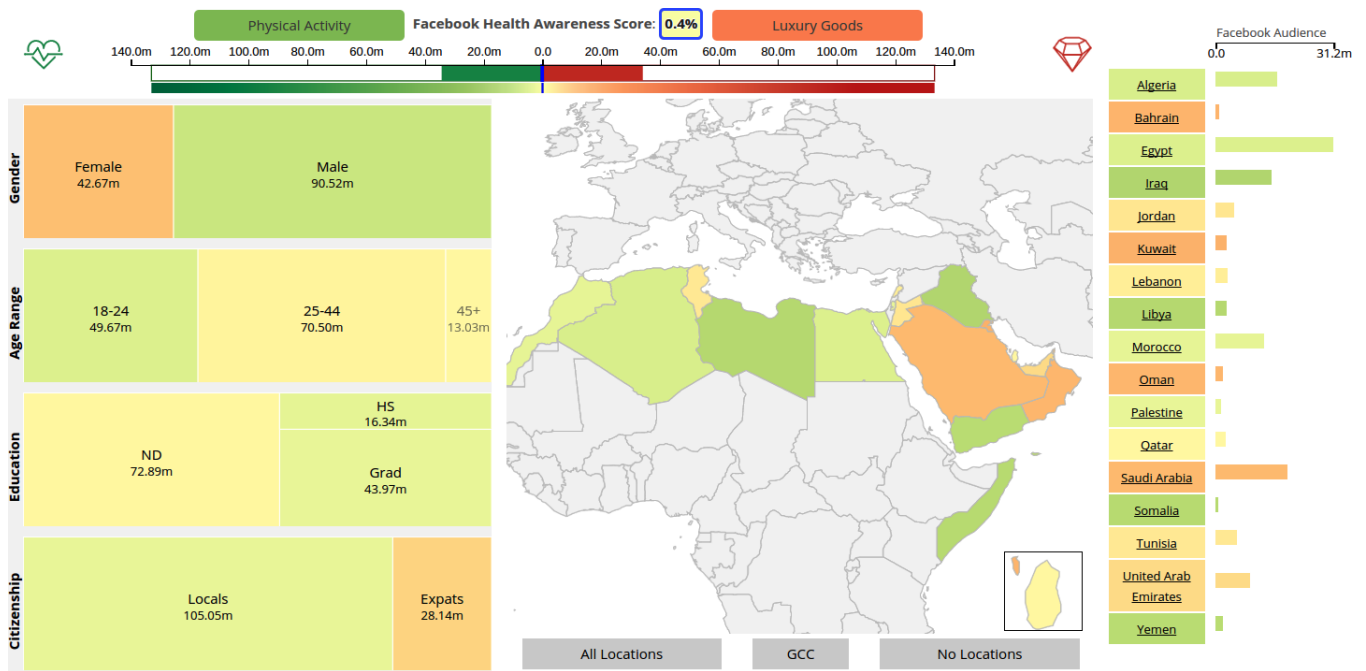 Physical Activity
Facebook Health Awareness Score: 0.4%
Luxury Goods
140.0m 120.0m 100.0m 80.0m 60.0m 40.0m 20.0m 0.0 20.0m 40.0m 60.0m 80.0m 100.0m 120.0m 140.0m
Facebook Audience
0.0 31.2m
Gender
Female
42.67m
Male
90.52m
Age Range
18-24
49.67m
25-44
70.50m
45+
13.03m
Education
ND
72.89m
HS
16.34m
Grad
43.97m
Citizenship
Locals
105.05m
Expats
28.14m
All Locations
GCC
No Locations
Algeria
Bahrain
Egypt
Iraq
Jordan
Kuwait
Lebanon
Libya
Morocco
Oman
Palestine
Qatar
Saudi Arabia
Somalia
Tunisia
United Arab
Emirates
Yemen